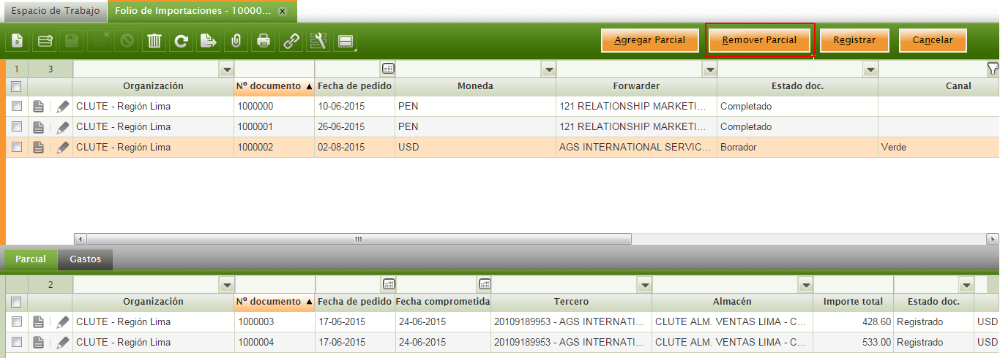 Espacio de Trabajo Folio de Importaciones - 10000... x
Agregar Parcial Remover Parcial Registrar Cancelar
1 3
Organización Nº documento Fecha de pedido Moneda Forwarder Estado doc. Canal
CLUTE - Región Lima 1000000 10-06-2015 PEN 121 RELATIONSHIP MARKETI... Completado
CLUTE - Región Lima 1000001 26-06-2015 PEN 121 RELATIONSHIP MARKETI... Completado
CLUTE - Región Lima 1000002 02-08-2015 USD AGS INTERNATIONAL SERVIC... Borrador Verde
Parcial Gastos
2
Organización Nº documento Fecha de pedido Fecha comprometida Tercero Almacén Importe total Estado doc.
CLUTE - Región Lima 1000003 17-06-2015 24-06-2015 20109189953 - AGS INTERNATI... CLUTE ALM. VENTAS LIMA - C... 428.60 Registrado USD
CLUTE - Región Lima 1000004 17-06-2015 24-06-2015 20109189953 - AGS INTERNATI... CLUTE ALM. VENTAS LIMA - C... 533.00 Registrado USD